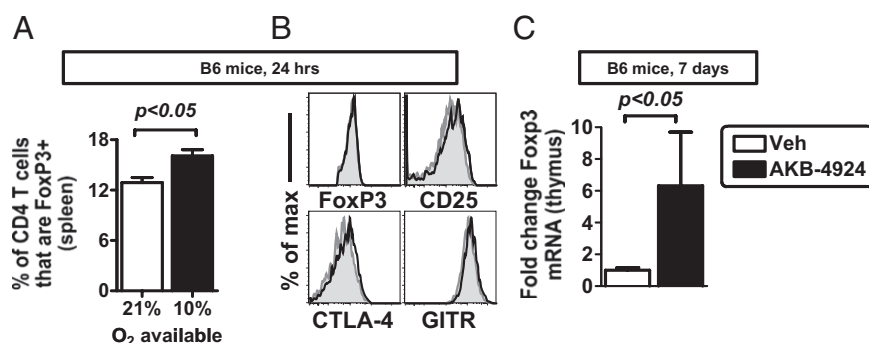 A
B
C
B6 mice, 24 hrs
B6 mice, 7 days
% of CD4 T cells
that are FoxP3+
(spleen)
18
12
6
0
p<0.05
21% 10%
O₂ available
% of max
FoxP3 CD25
CTLA-4 GITR
Fold change Foxp3
mRNA (thymus)
10
8
6
4
2
0
p<0.05
Veh
AKB-4924